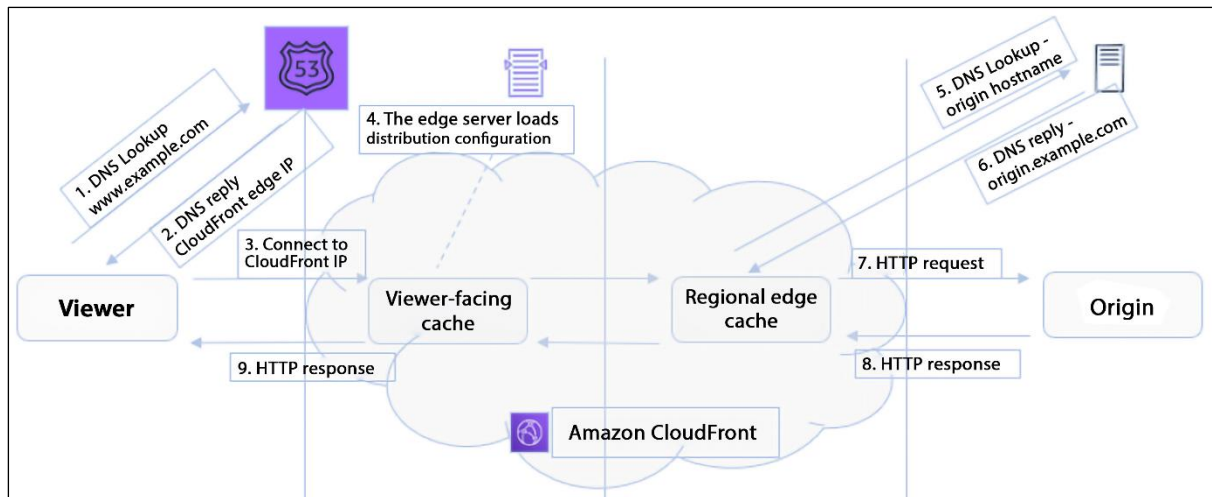 53
1. DNS Lookup
www.example.com
2. DNS reply
CloudFront edge IP
3. Connect to
CloudFront IP
4. The edge server loads
distribution configuration
5. DNS Lookup -
origin hostname
6. DNS reply -
origin.example.com
Viewer
Viewer-facing
cache
Regional edge
cache
7. HTTP request
Origin
8. HTTP response
9. HTTP response
Amazon CloudFront